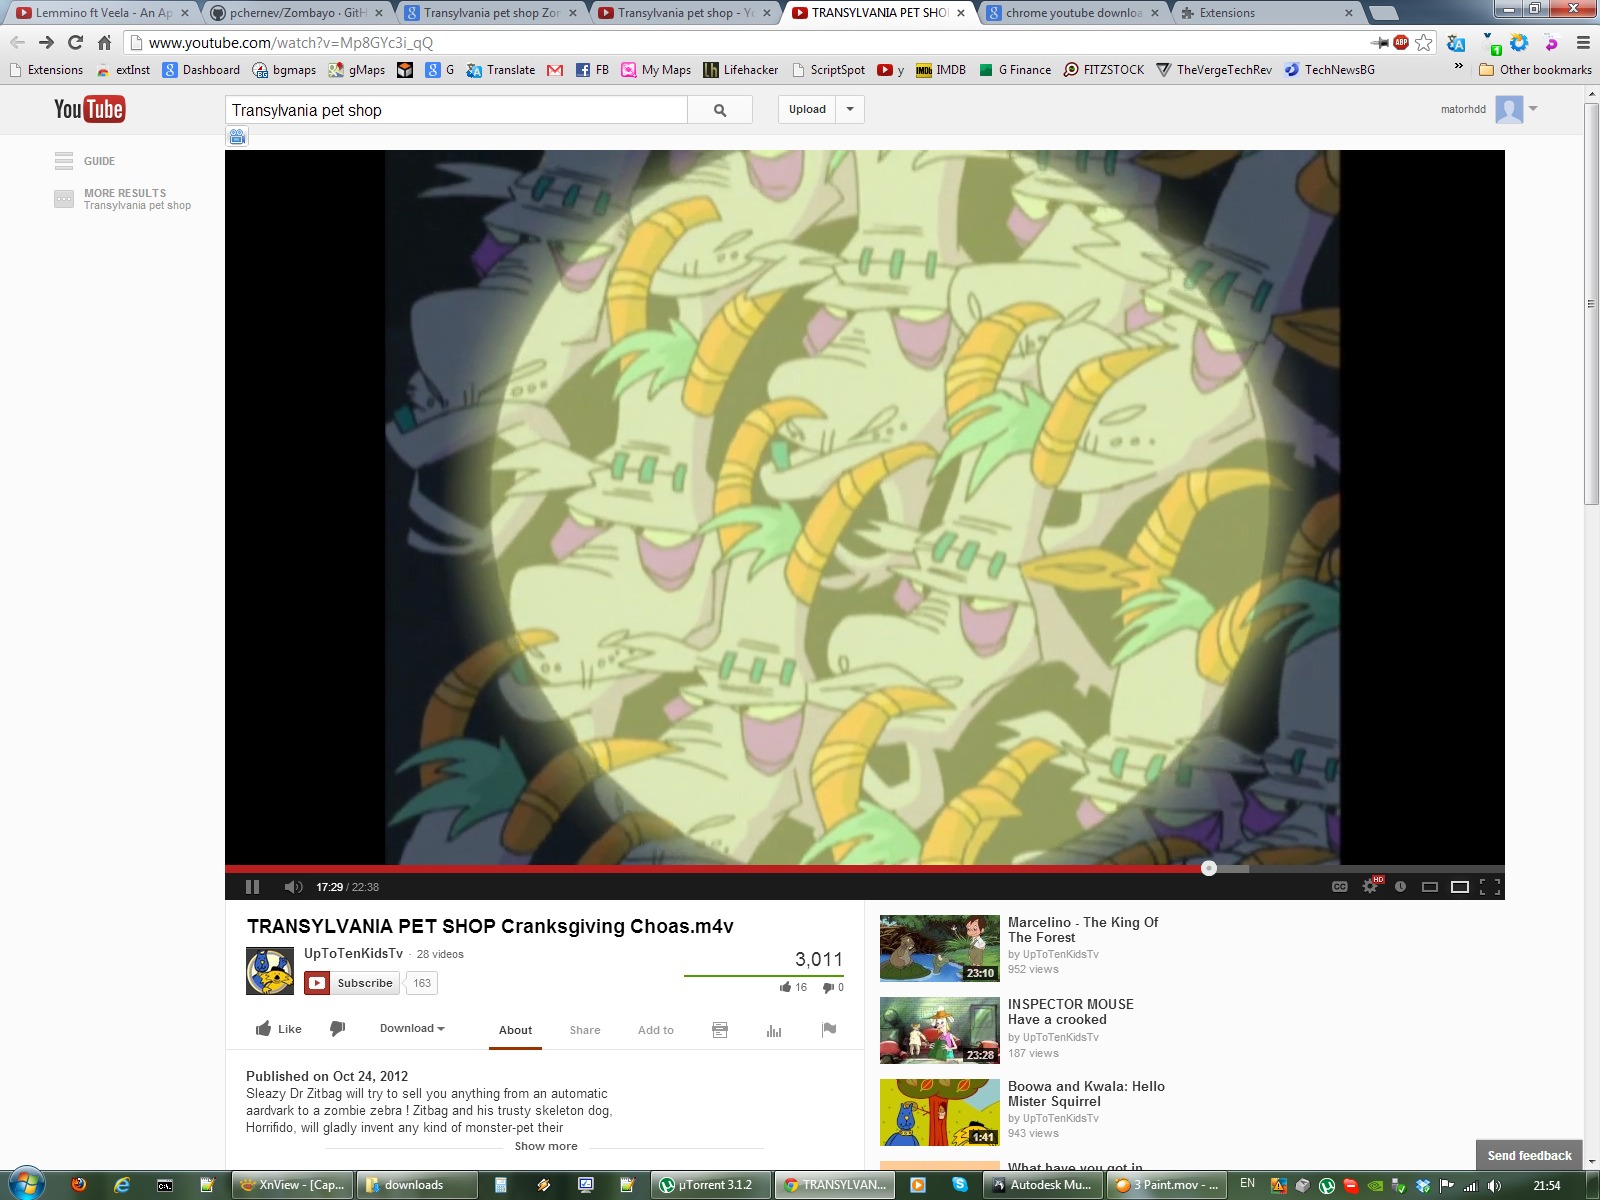 Lemmino ft Veela - An Ap
pchernev/Zombayo · GitH
Transylvania pet shop Zor
Transylvania pet shop - Yo
TRANSYLVANIA PET SHO
chrome youtube downloa
Extensions
www.youtube.com/watch?v=Mp8GYc3i_qQ
ABP
1
Extensions
extInst
Dashboard
bgmaps
gMaps
G
Translate
FB
My Maps
Lifehacker
ScriptSpot
y
IMDB
G Finance
FITZSTOCK
TheVergeTechRev
TechNewsBG
»
Other bookmarks
YouTube
Transylvania pet shop
Upload
matorhdd
GUIDE
MORE RESULTS
Transylvania pet shop
17:29 / 22:38
CC
HD
TRANSYLVANIA PET SHOP Cranksgiving Choas.m4v
UpToTenKidsTv · 28 videos
Subscribe 163
3,011
16 0
Like
Download
About
Share
Add to
Published on Oct 24, 2012
Sleazy Dr Zitbag will try to sell you anything from an automatic
aardvark to a zombie zebra ! Zitbag and his trusty skeleton dog,
Horrifido, will gladly invent any kind of monster-pet their
Show more
23:10
Marcelino - The King Of
The Forest
by UpToTenKidsTv
952 views
23:28
INSPECTOR MOUSE
Have a crooked
by UpToTenKidsTv
187 views
1:41
Boowa and Kwala: Hello
Mister Squirrel
by UpToTenKidsTv
943 views
What have you got in
Send feedback
XnView - [Cap...
downloads
µTorrent 3.1.2
TRANSYLVAN...
Autodesk Mu...
3 Paint.mov - ...
EN
21:54